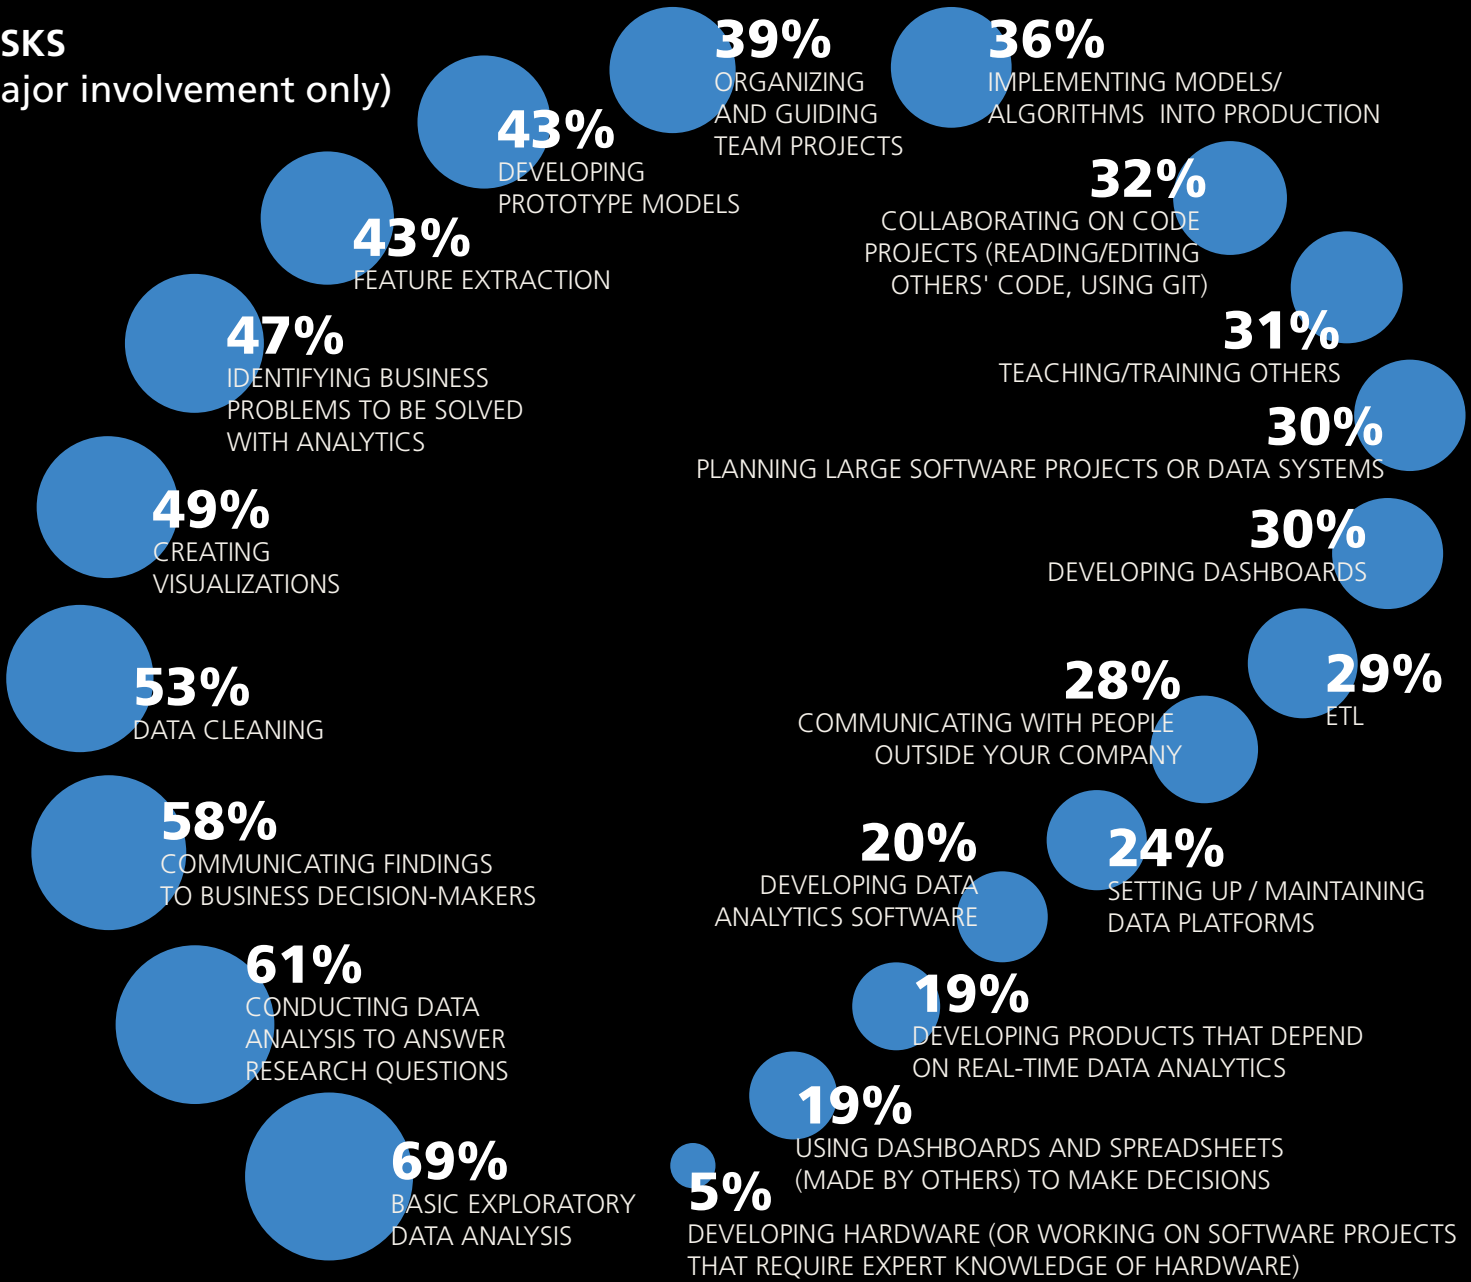 SKS
ajor involvement only)
39%
ORGANIZING
AND GUIDING
TEAM PROJECTS
36%
IMPLEMENTING MODELS/
ALGORITHMS INTO PRODUCTION
43%
DEVELOPING
PROTOTYPE MODELS
32%
COLLABORATING ON CODE
PROJECTS (READING/EDITING
OTHERS' CODE, USING GIT)
43%
FEATURE EXTRACTION
31%
TEACHING/TRAINING OTHERS
47%
IDENTIFYING BUSINESS
PROBLEMS TO BE SOLVED
WITH ANALYTICS
30%
PLANNING LARGE SOFTWARE PROJECTS OR DATA SYSTEMS
49%
CREATING
VISUALIZATIONS
30%
DEVELOPING DASHBOARDS
53%
DATA CLEANING
29%
ETL
28%
COMMUNICATING WITH PEOPLE
OUTSIDE YOUR COMPANY
58%
COMMUNICATING FINDINGS
TO BUSINESS DECISION-MAKERS
24%
SETTING UP / MAINTAINING
DATA PLATFORMS
20%
DEVELOPING DATA
ANALYTICS SOFTWARE
61%
CONDUCTING DATA
ANALYSIS TO ANSWER
RESEARCH QUESTIONS
19%
DEVELOPING PRODUCTS THAT DEPEND
ON REAL-TIME DATA ANALYTICS
19%
USING DASHBOARDS AND SPREADSHEETS
(MADE BY OTHERS) TO MAKE DECISIONS
69%
BASIC EXPLORATORY
DATA ANALYSIS
5%
DEVELOPING HARDWARE (OR WORKING ON SOFTWARE PROJECTS
THAT REQUIRE EXPERT KNOWLEDGE OF HARDWARE)